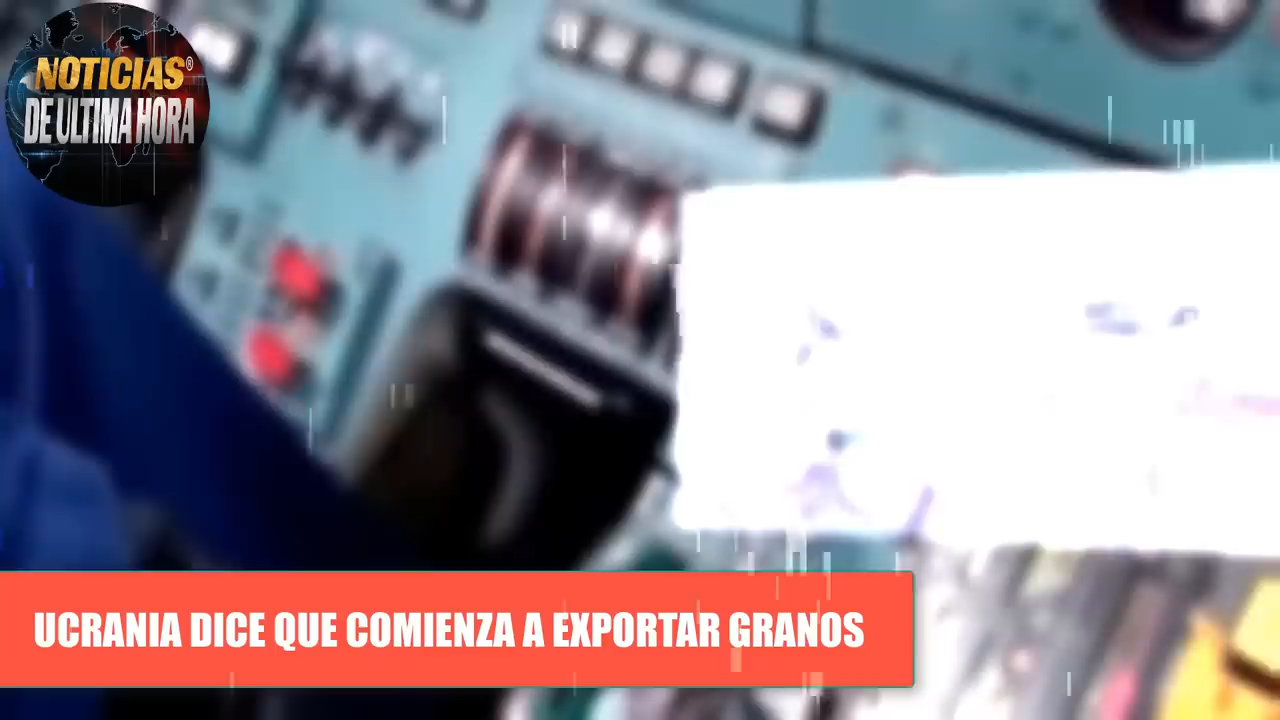 NOTICIAS®
DE ULTIMA HORA
UCRANIA DICE QUE COMIENZA A EXPORTAR GRANOS